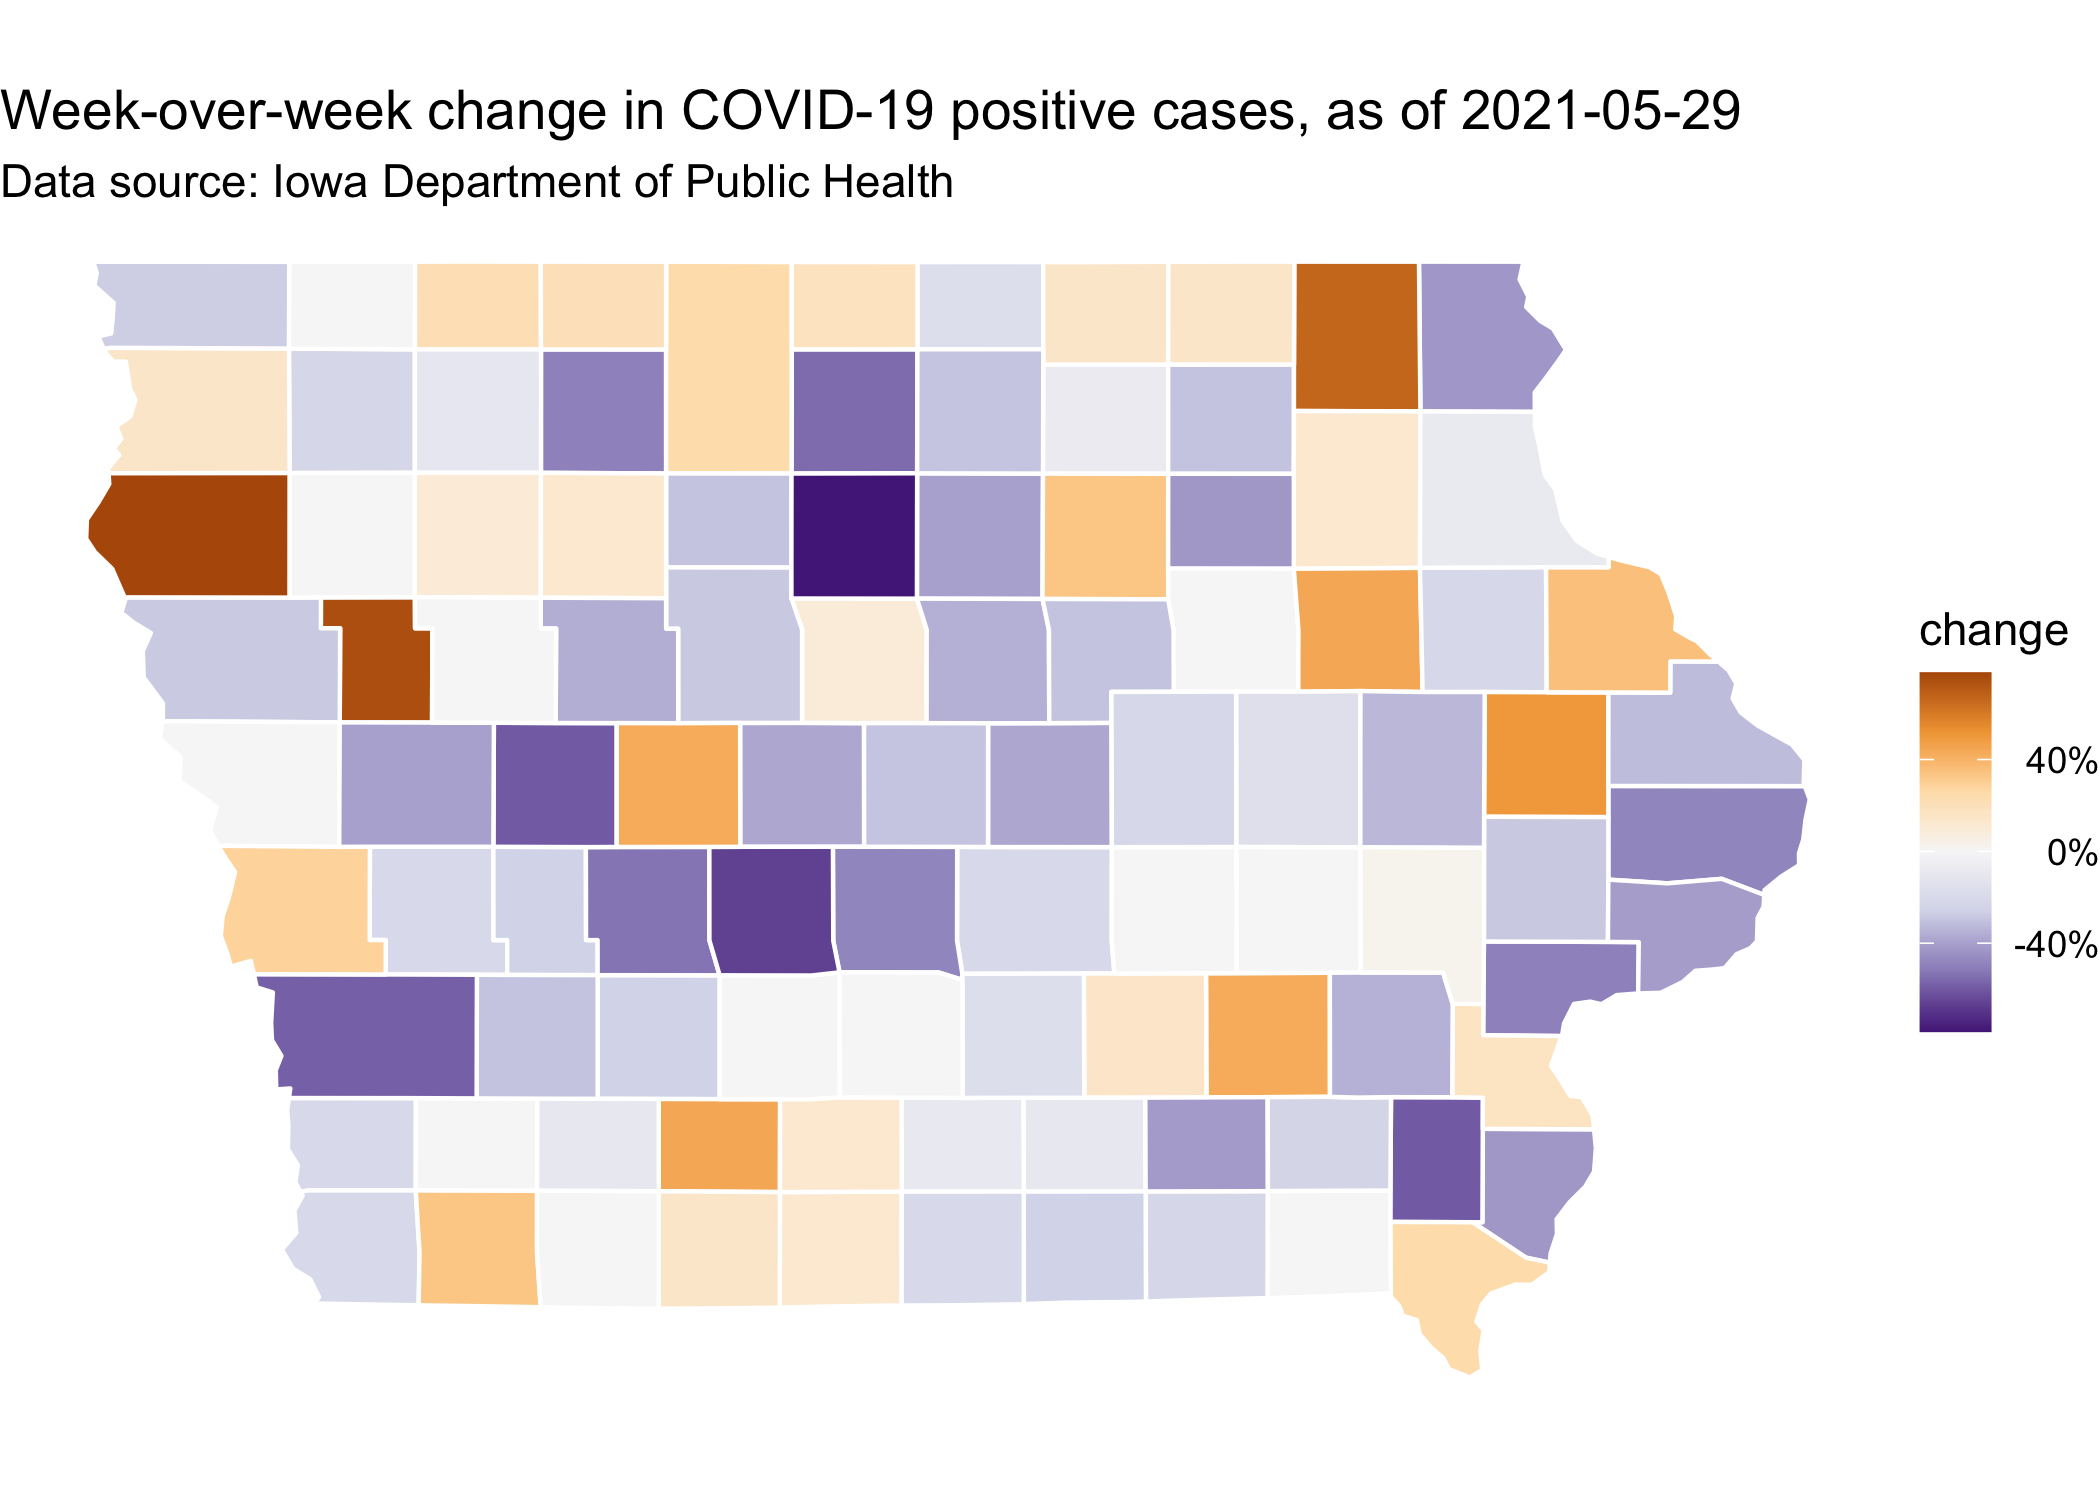 Week-over-week change in COVID-19 positive cases, as of 2021-05-29
Data source: Iowa Department of Public Health
change
40%
0%
-40%